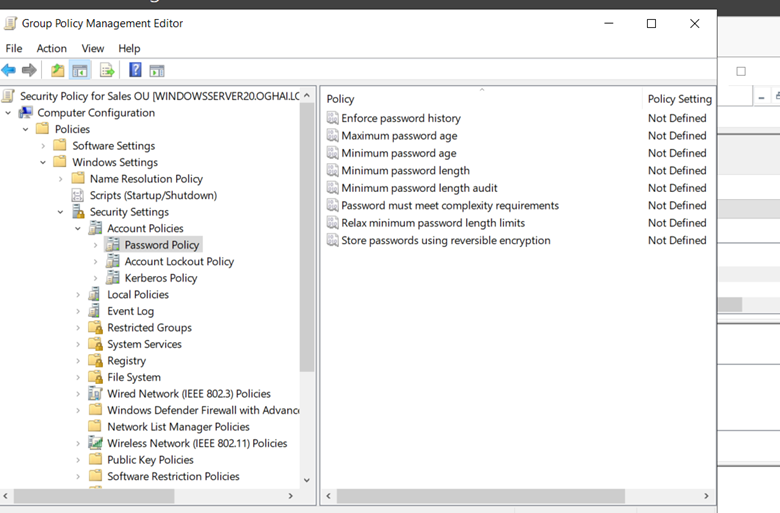 Group Policy Management Editor
File Action View Help
Security Policy for Sales OU [WINDOWSSERVER20.OGHAI.LO
Computer Configuration
Policies
Software Settings
Windows Settings
Name Resolution Policy
Scripts (Startup/Shutdown)
Security Settings
Account Policies
Password Policy
Account Lockout Policy
Kerberos Policy
Local Policies
Event Log
Restricted Groups
System Services
Registry
File System
Wired Network (IEEE 802.3) Policies
Windows Defender Firewall with Advance
Network List Manager Policies
Wireless Network (IEEE 802.11) Policies
Public Key Policies
Software Restriction Policies
Policy Policy Setting
Enforce password history Not Defined
Maximum password age Not Defined
Minimum password age Not Defined
Minimum password length Not Defined
Minimum password length audit Not Defined
Password must meet complexity requirements Not Defined
Relax minimum password length limits Not Defined
Store passwords using reversible encryption Not Defined